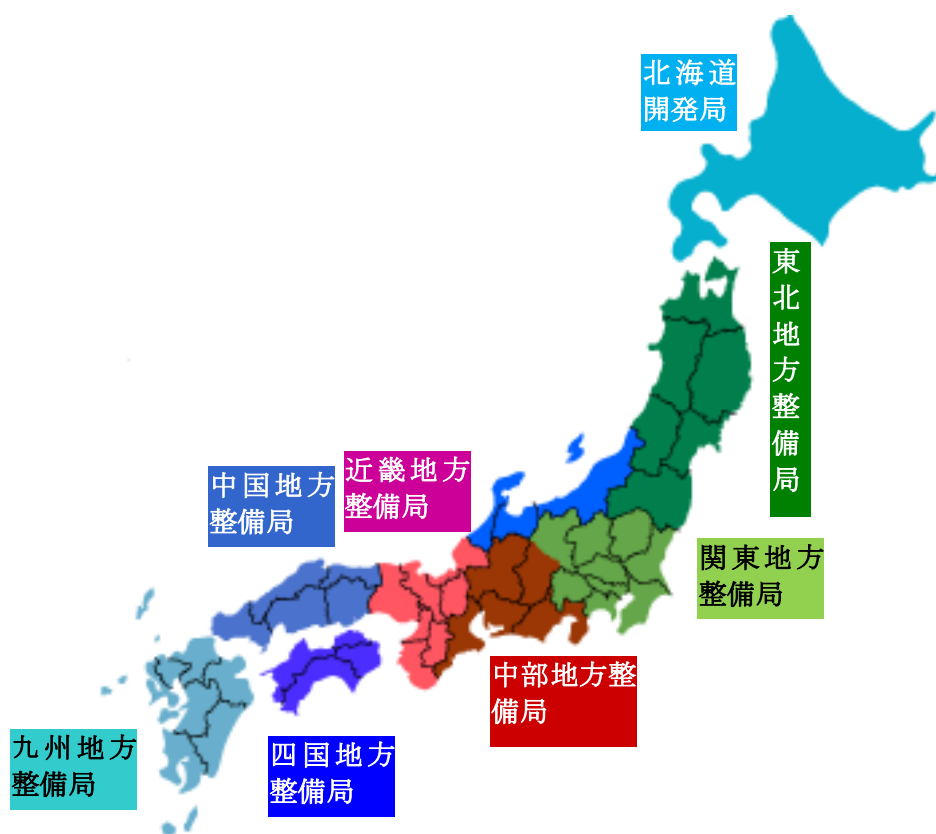 北海道
開発局
東北地方整備局
近畿地方
整備局
中国地方
整備局
関東地方
整備局
中部地方整
備局
九州地方
整備局
四国地方
整備局